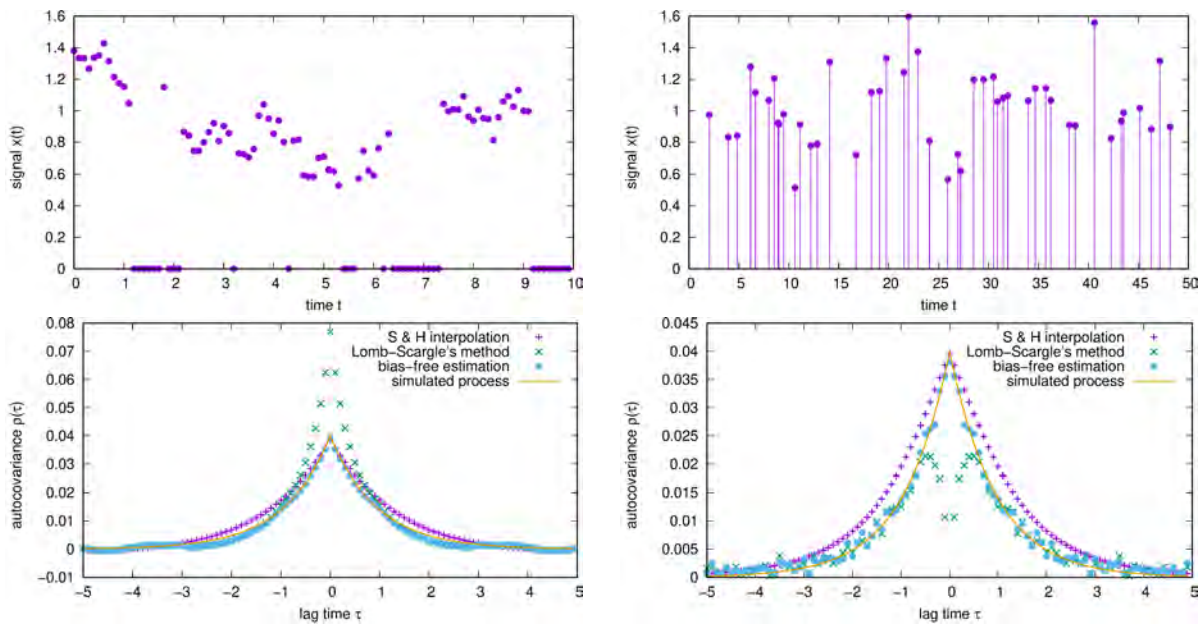 1.6
1.4
1.2
1
0.8
0.6
0.4
0.2
0
signal x(t)
0 1 2 3 4 5 6 7 8 9 10
time t
1.6
1.4
1.2
1
0.8
0.6
0.4
0.2
0
signal x(t)
0 5 10 15 20 25 30 35 40 45 50
time t
0.08
0.07
0.06
0.05
0.04
0.03
0.02
0.01
0
−0.01
autocovariance ρ(τ)
S & H interpolation
Lomb−Scargle's method
bias−free estimation
simulated process
−5 −4 −3 −2 −1 0 1 2 3 4 5
lag time τ
0.045
0.04
0.035
0.03
0.025
0.02
0.015
0.01
0.005
0
autocovariance ρ(τ)
S & H interpolation
Lomb−Scargle's method
bias−free estimation
simulated process
−5 −4 −3 −2 −1 0 1 2 3 4 5
lag time τ